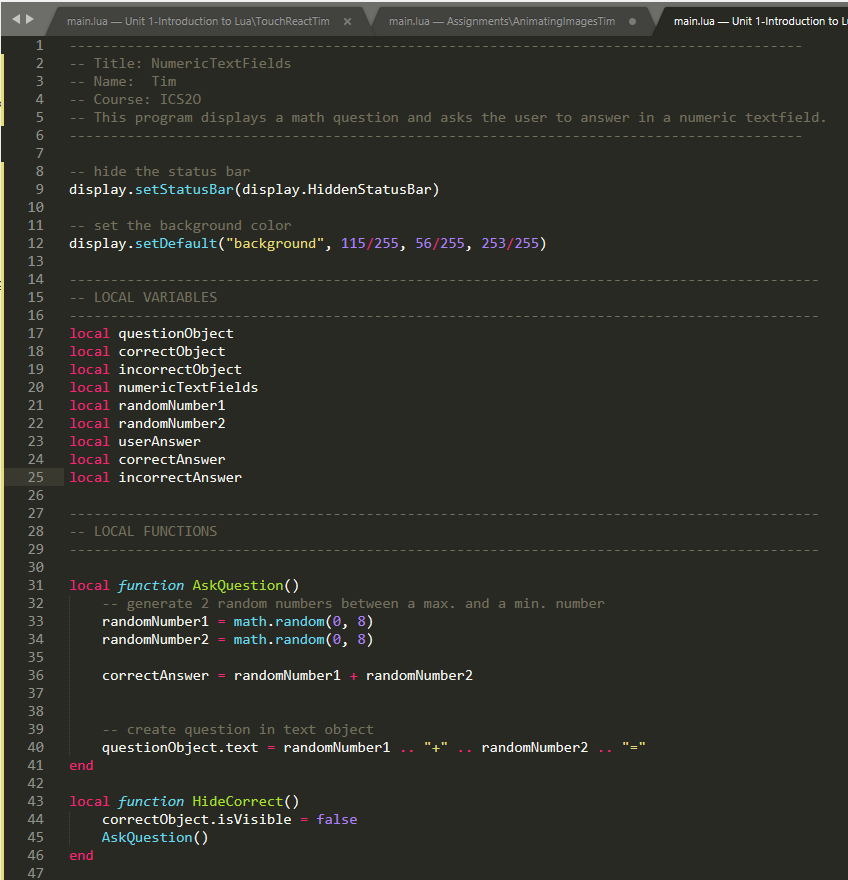 main.lua — Unit 1-Introduction to Lua\TouchReactTim × main.lua — Assignments\AnimatingImagesTim main.lua — Unit 1-Introduction to L
1 -----------------------------------------------------------------------------------------
2 -- Title: NumericTextFields
3 -- Name:  Tim
4 -- Course: ICS2O
5 -- This program displays a math question and asks the user to answer in a numeric textfield.
6 -----------------------------------------------------------------------------------------
7
8 -- hide the status bar
9 display.setStatusBar(display.HiddenStatusBar)
10
11 -- set the background color
12 display.setDefault("background", 115/255, 56/255, 253/255)
13
14 -------------------------------------------------------------------------------------------
15 -- LOCAL VARIABLES
16 -------------------------------------------------------------------------------------------
17 local questionObject
18 local correctObject
19 local incorrectObject
20 local numericTextFields
21 local randomNumber1
22 local randomNumber2
23 local userAnswer
24 local correctAnswer
25 local incorrectAnswer
26
27 -------------------------------------------------------------------------------------------
28 -- LOCAL FUNCTIONS
29 -------------------------------------------------------------------------------------------
30
31 local function AskQuestion()
32     -- generate 2 random numbers between a max. and a min. number
33     randomNumber1 = math.random(0, 8)
34     randomNumber2 = math.random(0, 8)
35
36     correctAnswer = randomNumber1 + randomNumber2
37
38
39     -- create question in text object
40     questionObject.text = randomNumber1 .. "+" .. randomNumber2 .. "="
41 end
42
43 local function HideCorrect()
44     correctObject.isVisible = false
45     AskQuestion()
46 end
47